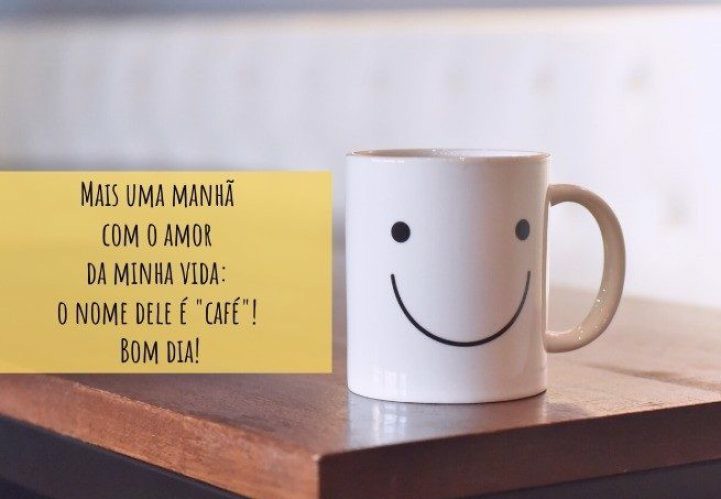 Mais uma manhã
com o amor
da minha vida:
o nome dele é "café"!
Bom dia!